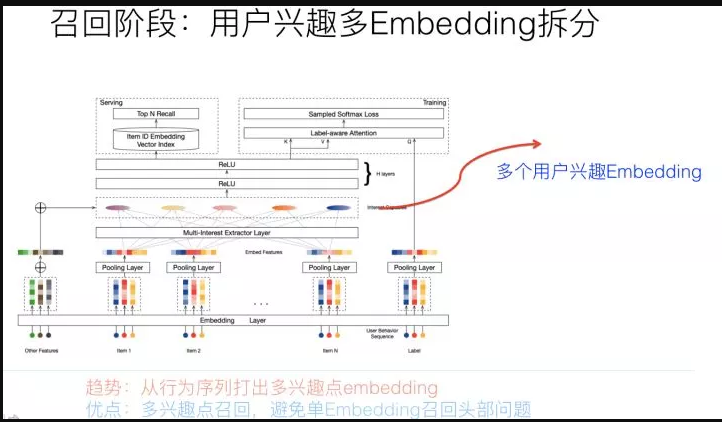 召回阶段：用户兴趣多Embedding拆分
Serving
Training
Top N Recall
Sampled Softmax Loss
Item ID Embedding
Vector Index
Label-aware Attention
K
V
Q
ReLU
H layers
ReLU
多个用户兴趣Embedding
Interest Capsules
Multi-Interest Extractor Layer
Embed Features
Pooling Layer
Pooling Layer
Pooling Layer
Pooling Layer
. . .
Embedding Layer
User Behavior
Sequence
Other Features
Item 1
Item 2
Item N
Label
趋势：从行为序列打出多兴趣点embedding
优点：多兴趣点召回，避免单Embedding召回头部问题